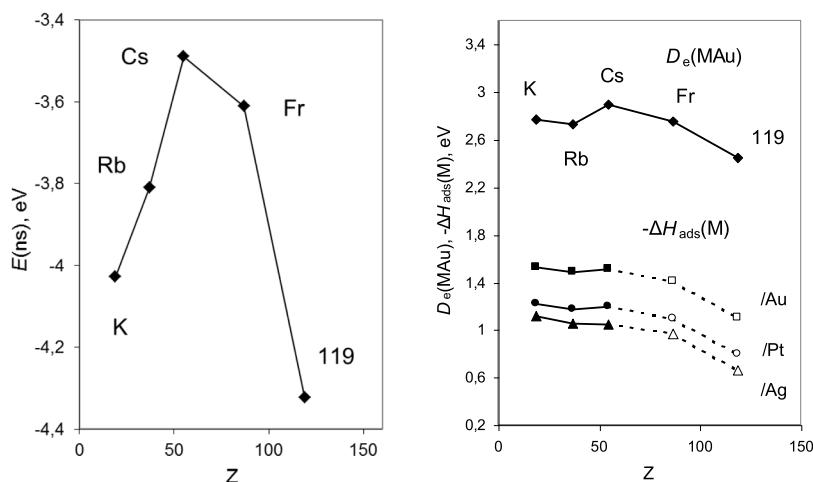 -3,4
-3,6
-3,8
-4
-4,2
-4,4
E(ns), eV
Cs
Fr
Rb
K
119
0
50
100
150
Z
3,4
3
2,6
2,2
1,8
1,4
1
0,6
0,2
De(MAu), -ΔHads(M), eV
De(MAu)
K
Cs
Fr
Rb
119
-ΔHads(M)
/Au
/Pt
/Ag
0
50
100
150
Z